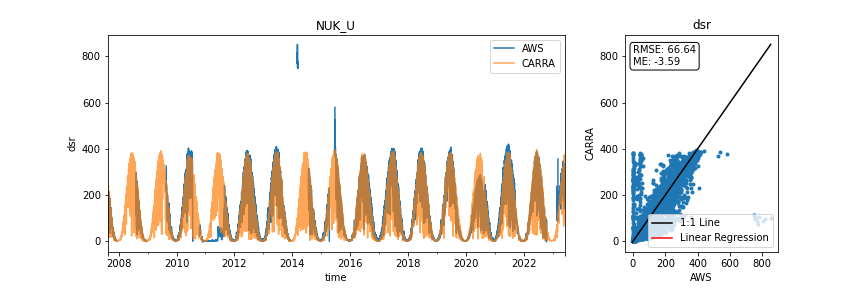 NUK_U
dsr
800
600
400
200
0
AWS
CARRA
2008
2010
2012
2014
2016
2018
2020
2022
time
dsr
CARRA
800
600
400
200
0
RMSE: 66.64
ME: -3.59
1:1 Line
Linear Regression
0
200
400
600
800
AWS